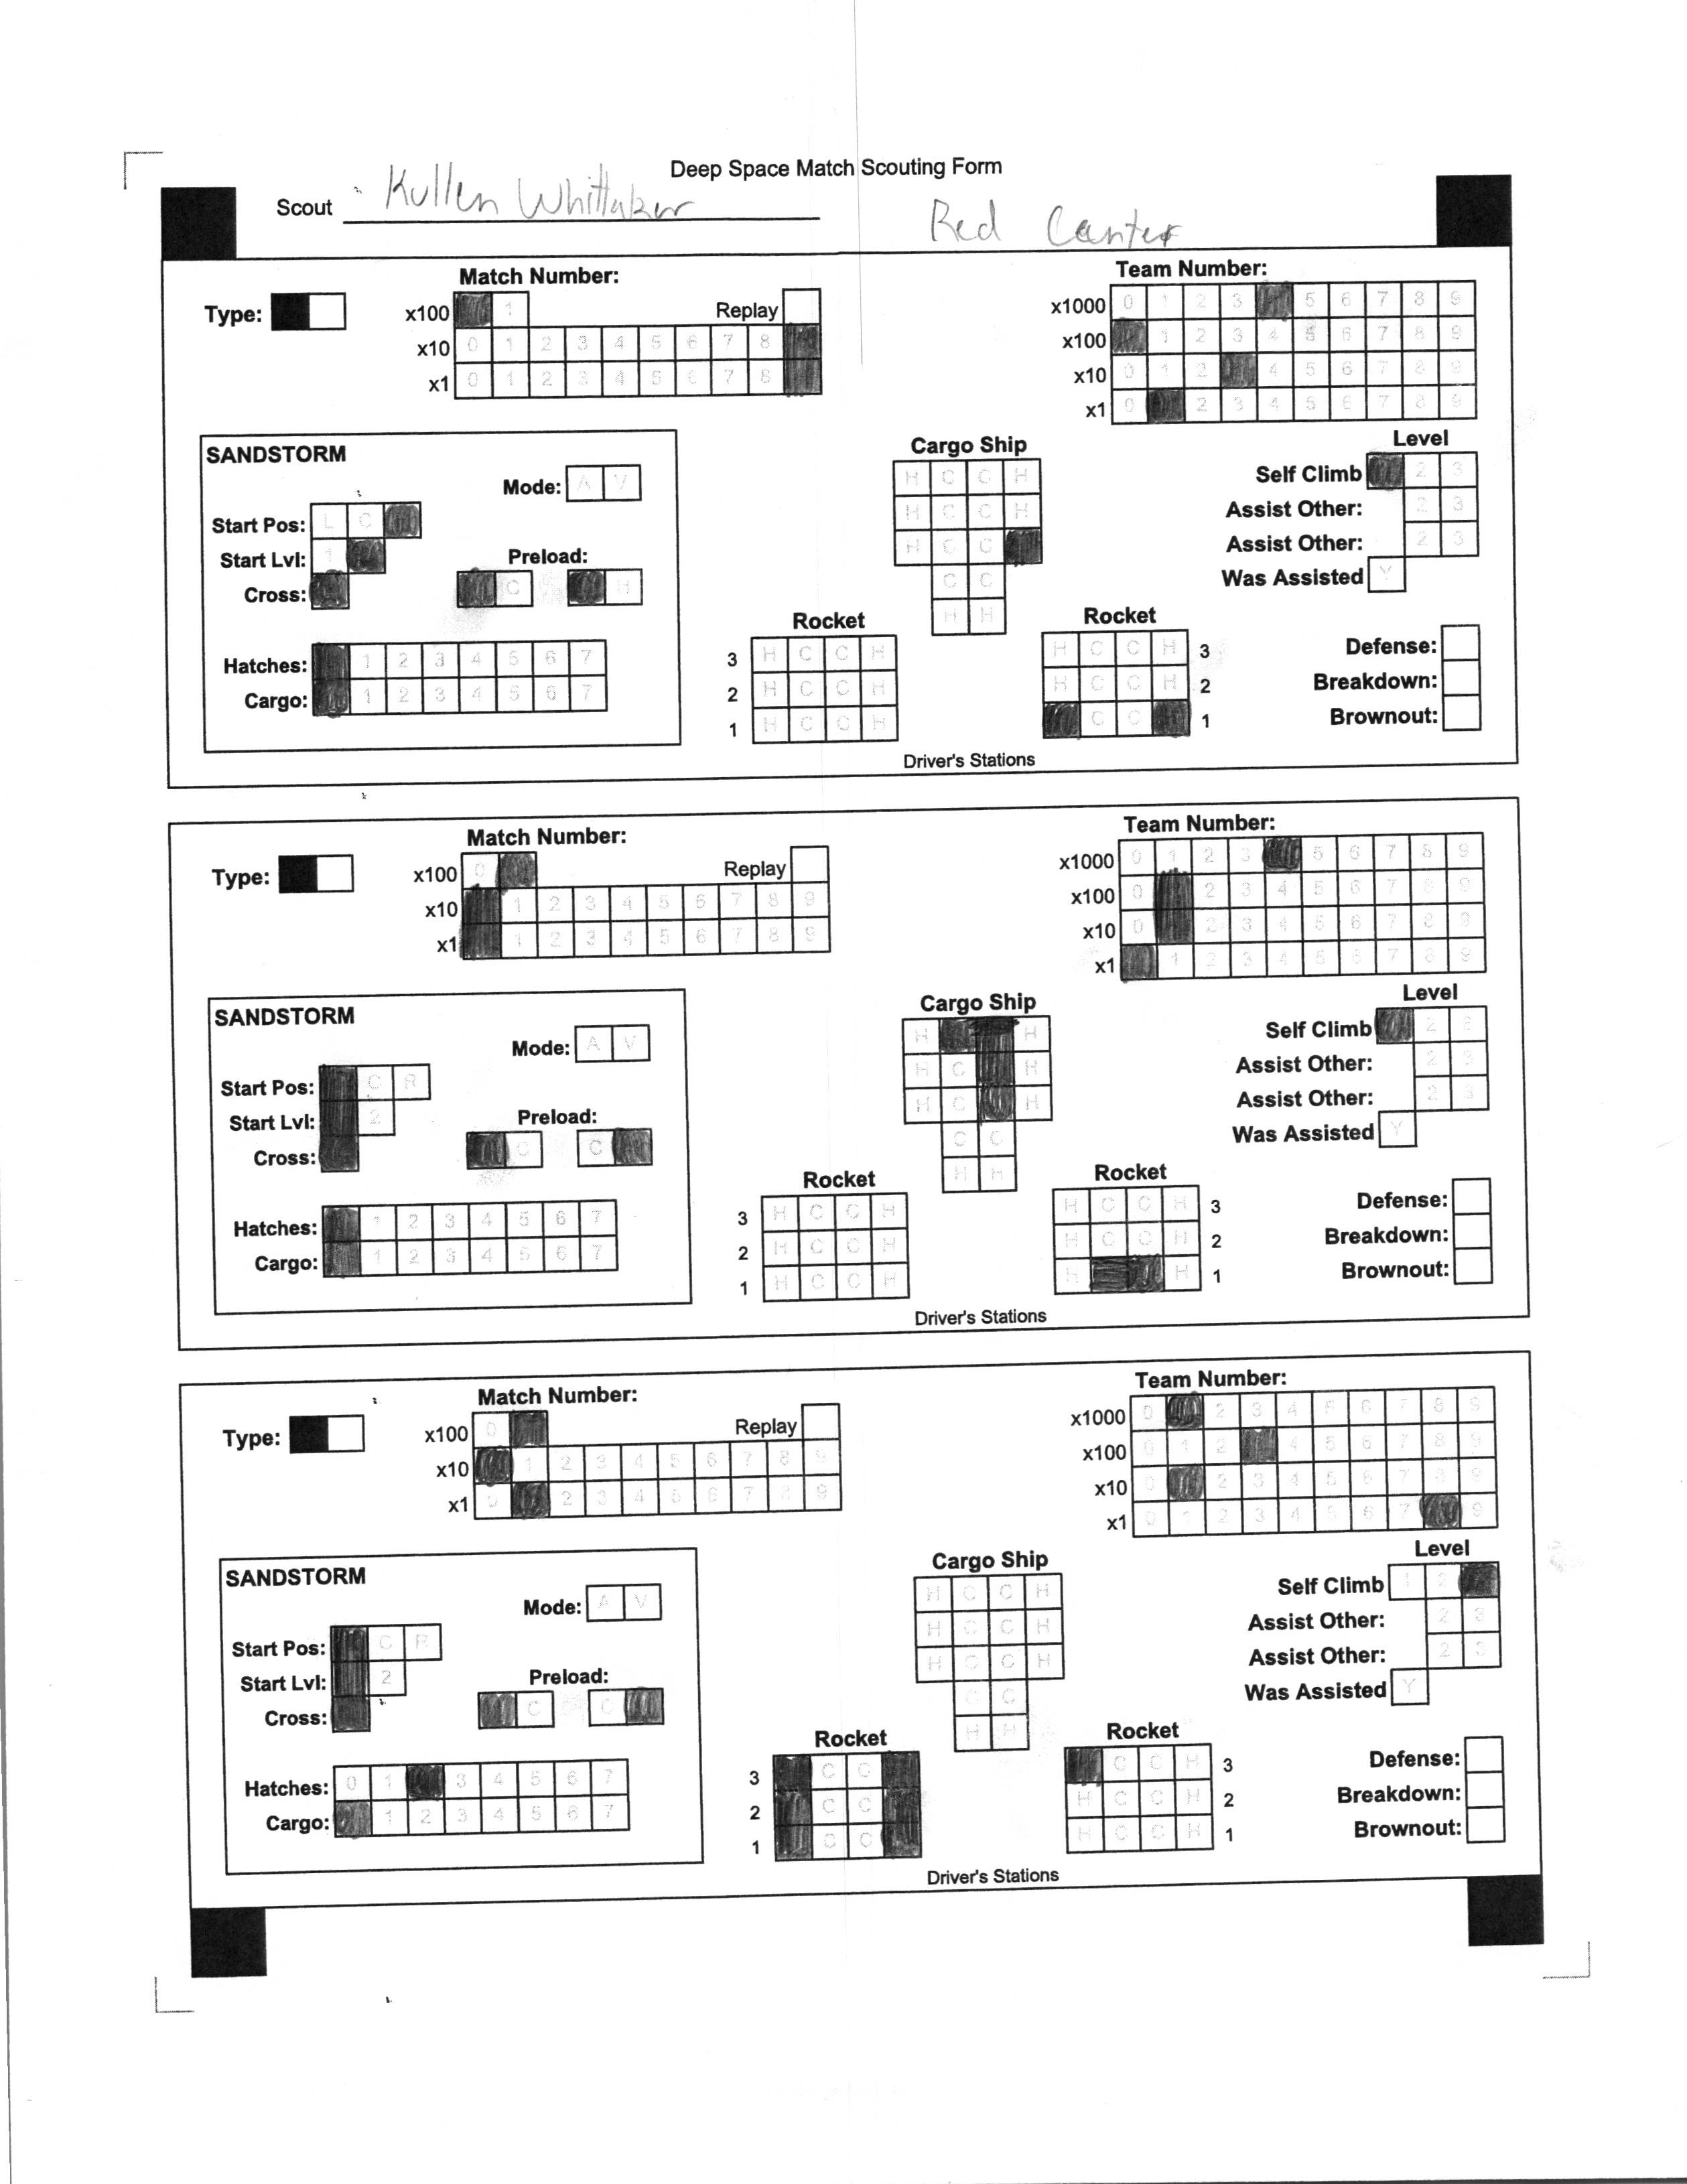 Deep Space Match Scouting Form
Scout Kullen Whittaker
Red Center
Match Number:
Team Number:
Type:
x100 1 Replay
x10 0 1 2 3 4 5 6 7 8
x1 0 1 2 3 4 5 6 7 8
x1000 0 1 2 3 5 6 7 8 9
x100 1 2 3 4 5 6 7 8 9
x10 0 1 2 4 5 6 7 8 9
x1 0 2 3 4 5 6 7 8 9
SANDSTORM
Mode: A V
Start Pos: L C
Start Lvl: 1
Cross:
Preload:
C H
Hatches: 1 2 3 4 5 6 7
Cargo: 1 2 3 4 5 6 7
Cargo Ship
H C C H
H C C H
H C C
C C
H H
Rocket
3 H C C H
2 H C C H
1 H C C H
Rocket
H C C H 3
H C C H 2
C C 1
Driver's Stations
Level
Self Climb 2 3
Assist Other: 2 3
Assist Other: 2 3
Was Assisted Y
Defense:
Breakdown:
Brownout:
Match Number:
Team Number:
Type:
x100 0 Replay
x10 1 2 3 4 5 6 7 8 9
x1 1 2 3 4 5 6 7 8 9
x1000 0 1 2 3 5 6 7 8 9
x100 0 2 3 4 5 6 7 8 9
x10 0 2 3 4 5 6 7 8 9
x1 1 2 3 4 5 6 7 8 9
SANDSTORM
Mode: A V
Start Pos: C R
Start Lvl: 2
Cross:
Preload:
C C
Hatches: 1 2 3 4 5 6 7
Cargo: 1 2 3 4 5 6 7
Cargo Ship
H H
H C H
H C H
C C
H H
Rocket
3 H C C H
2 H C C H
1 H C C H
Rocket
H C C H 3
H C C H 2
H H 1
Driver's Stations
Level
Self Climb 2 3
Assist Other: 2 3
Assist Other: 2 3
Was Assisted Y
Defense:
Breakdown:
Brownout:
Match Number:
Team Number:
Type:
x100 0 Replay
x10 1 2 3 4 5 6 7 8 9
x1 0 2 3 4 5 6 7 8 9
x1000 0 2 3 4 5 6 7 8 9
x100 0 1 2 4 5 6 7 8 9
x10 0 2 3 4 5 6 7 8 9
x1 0 1 2 3 4 5 6 7 9
SANDSTORM
Mode: A V
Start Pos: C R
Start Lvl: 2
Cross:
Preload:
C C
Hatches: 0 1 3 4 5 6 7
Cargo: 1 2 3 4 5 6 7
Cargo Ship
H C C H
H C C H
H C C H
C C
H H
Rocket
3 C C
2 C C
1 C C
Rocket
C C H 3
H C C H 2
H C C H 1
Driver's Stations
Level
Self Climb 1 2
Assist Other: 2 3
Assist Other: 2 3
Was Assisted Y
Defense:
Breakdown:
Brownout: